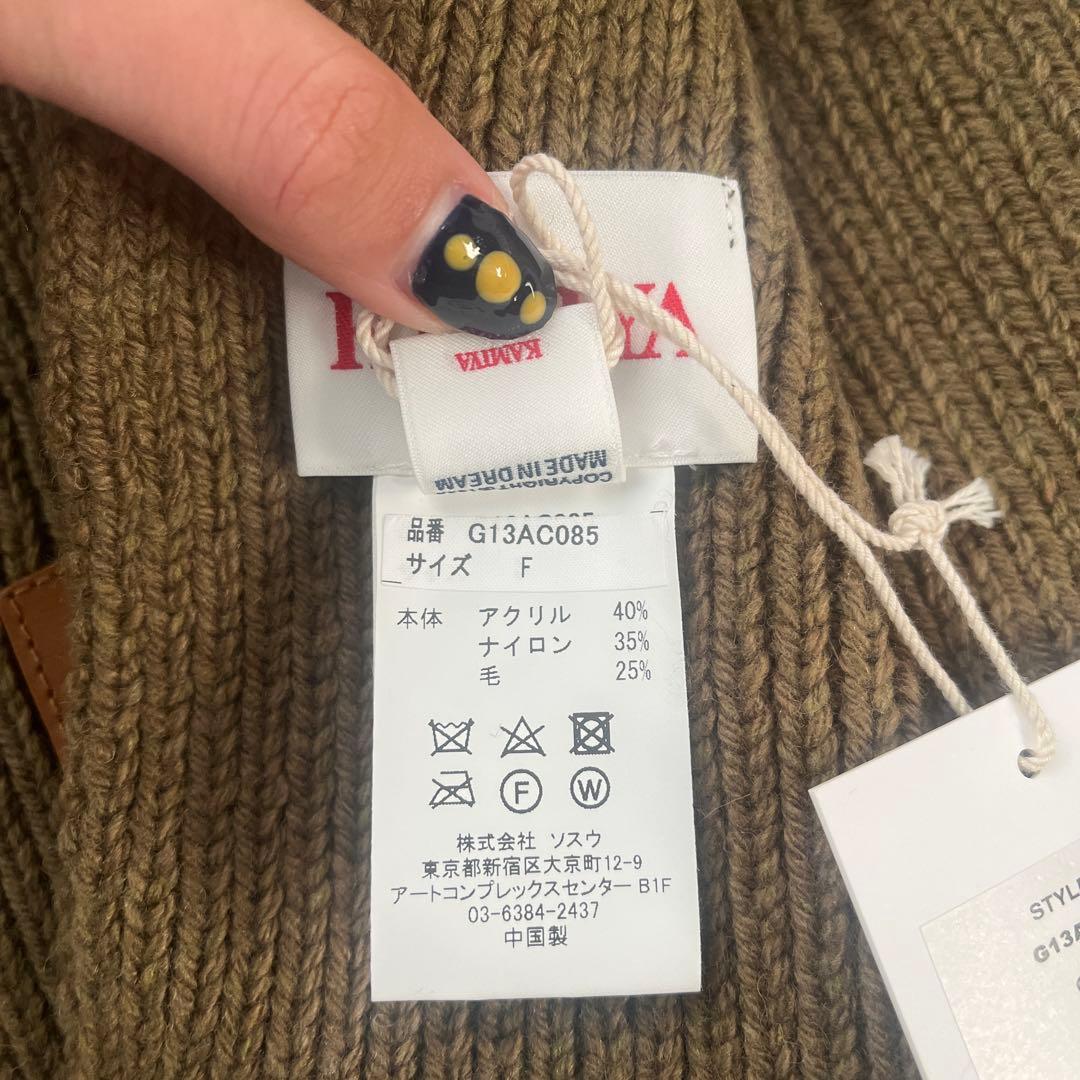 KAMIYA
MADE IN DREAM
品番 G13AC085
サイズ F
本体 アクリル 40%
ナイロン 35%
毛 25%
F W
株式会社 ソスウ
東京都新宿区大京町12-9
アートコンプレックスセンター B1F
03-6384-2437
中国製
STYL
G13A